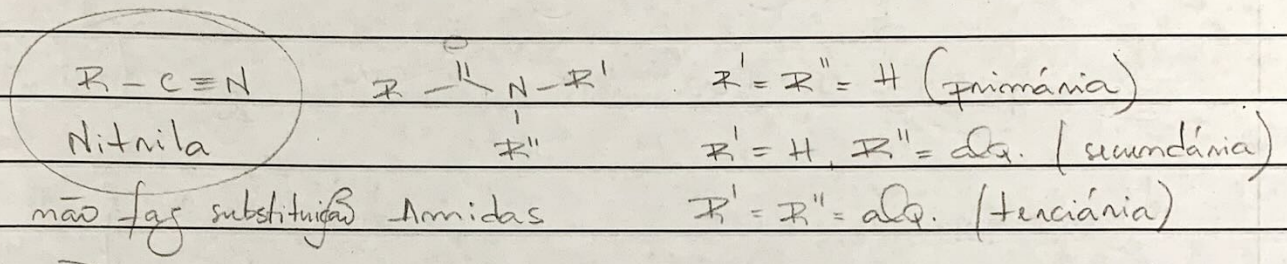 R - C ≡ N
Nitrila
não faz substituição
O
R - C - N - R'
R''
Amidas
R' = R'' = H (primária)
R' = H, R'' = alq. (secundária)
R' = R'' = alq. (terciária)